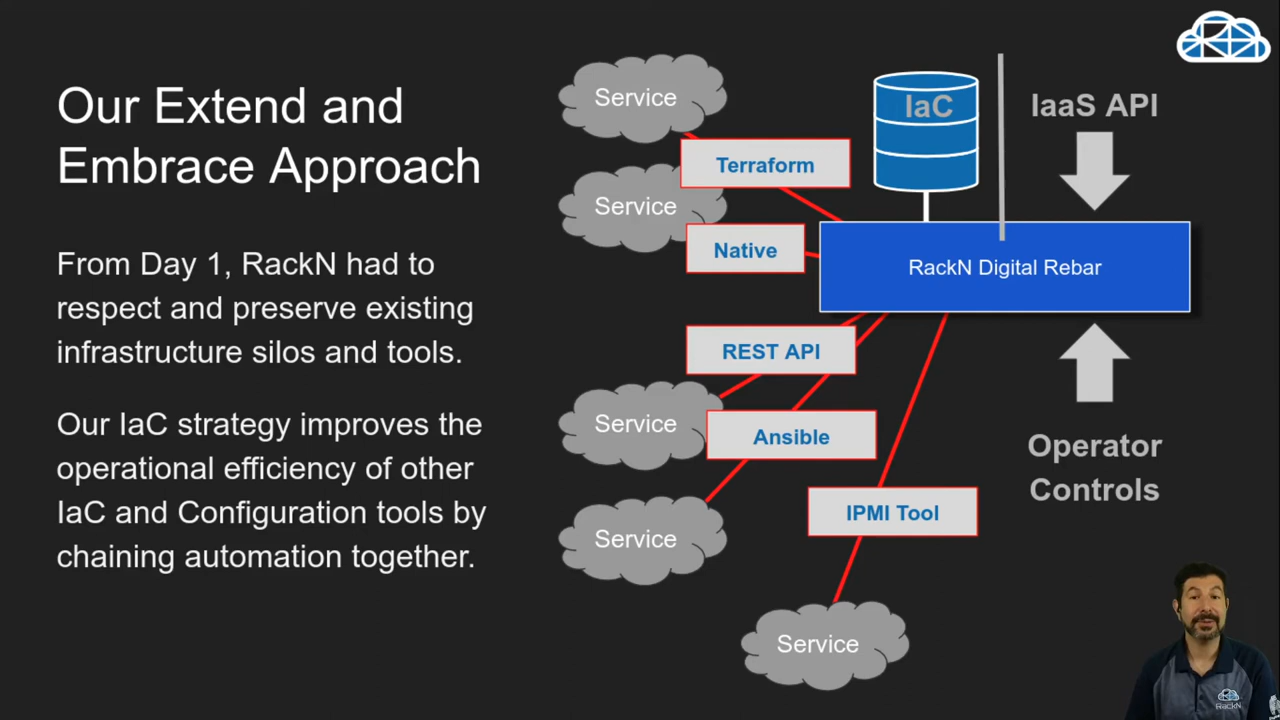 Our Extend and
Embrace Approach
From Day 1, RackN had to
respect and preserve existing
infrastructure silos and tools.
Our IaC strategy improves the
operational efficiency of other
IaC and Configuration tools by
chaining automation together.
Service
Terraform
Service
Native
REST API
Service
Ansible
Service
IPMI Tool
Service
IaC
IaaS API
RackN Digital Rebar
Operator
Controls
RackN